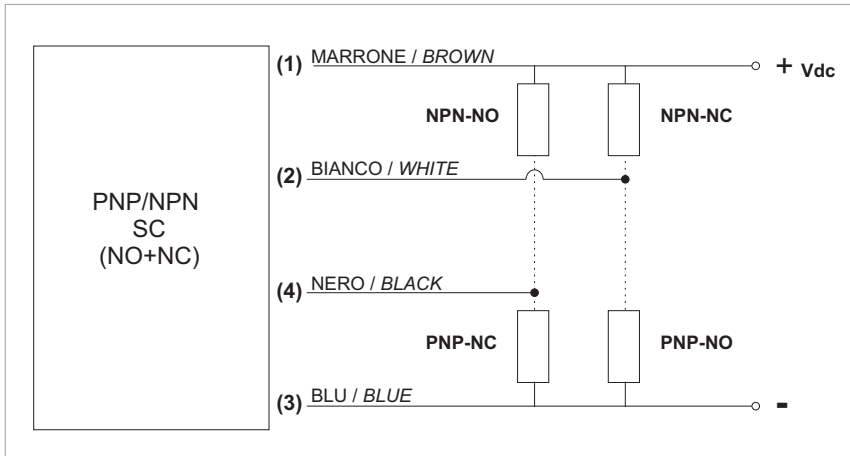 (1) MARRONE / BROWN
+ Vdc
NPN-NO
NPN-NC
(2) BIANCO / WHITE
PNP/NPN
SC
(NO+NC)
(4) NERO / BLACK
PNP-NC
PNP-NO
(3) BLU / BLUE
-